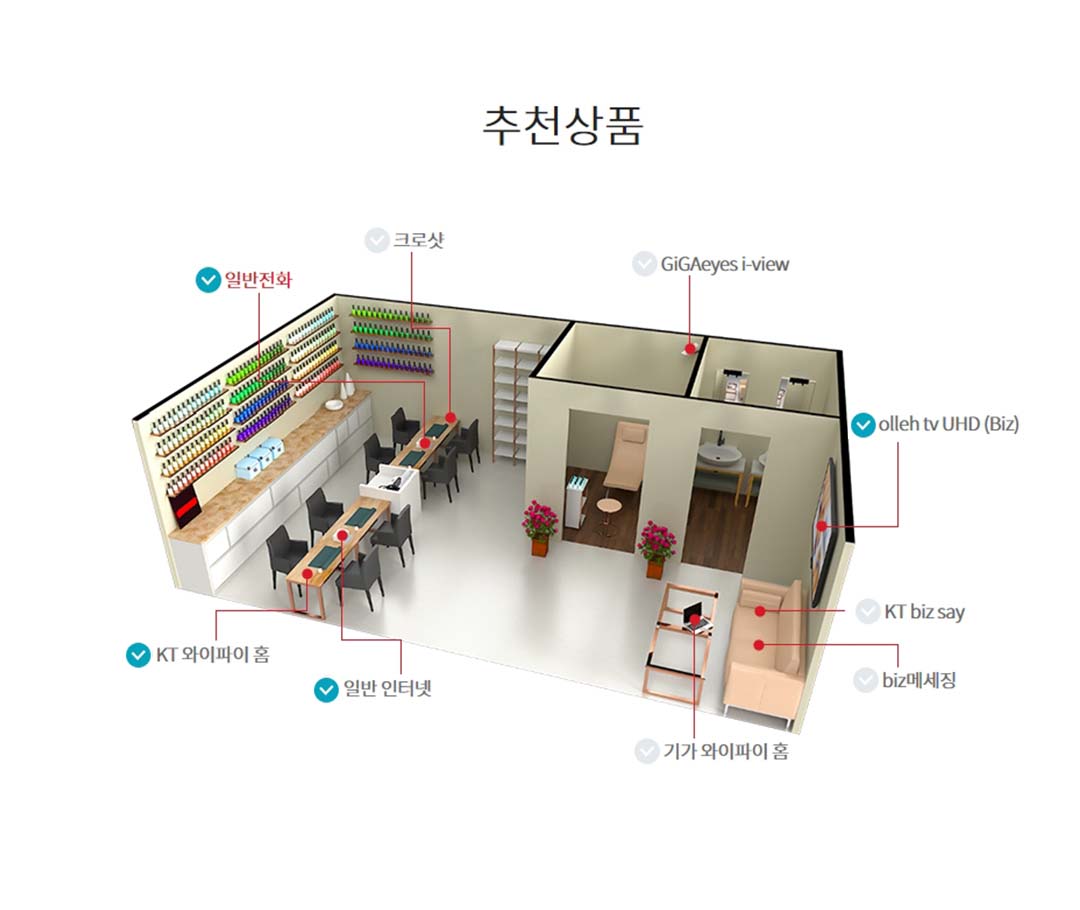 추천상품
크로샷
GiGAeyes i-view
일반전화
olleh tv UHD (Biz)
KT biz say
KT 와이파이 홈
biz메세징
일반 인터넷
기가 와이파이 홈